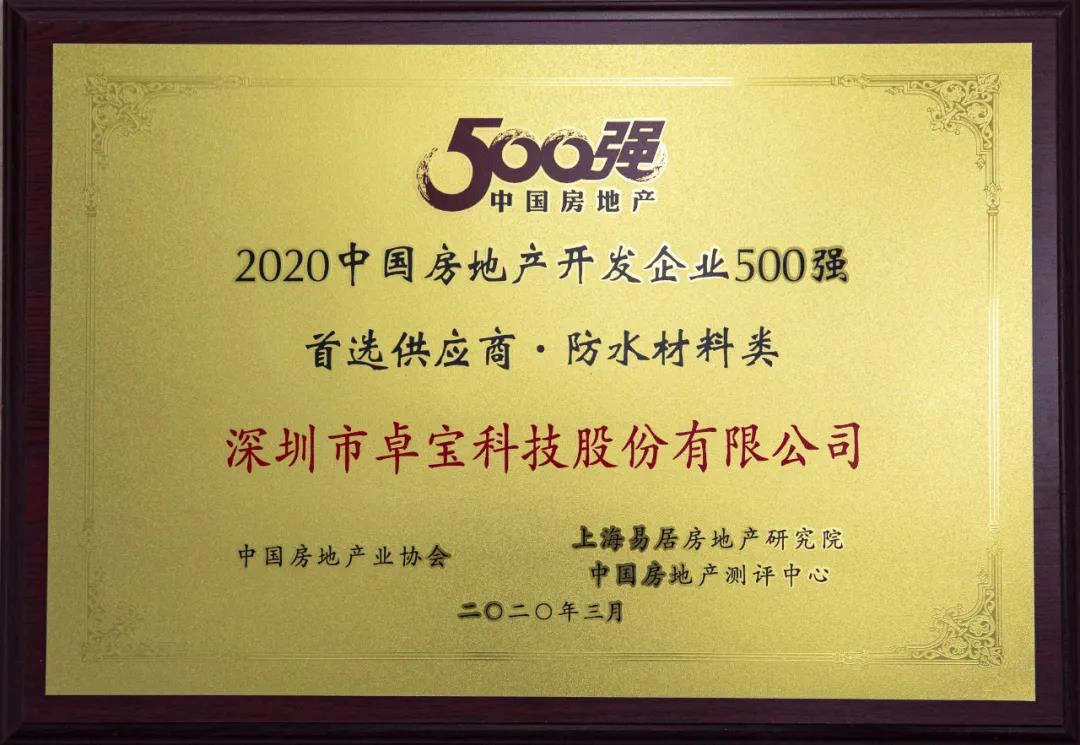 500强
中国房地产
2020中国房地产开发企业500强
首选供应商·防水材料类
深圳市卓宝科技股份有限公司
中国房地产业协会
上海易居房地产研究院
中国房地产测评中心
二〇二〇年三月